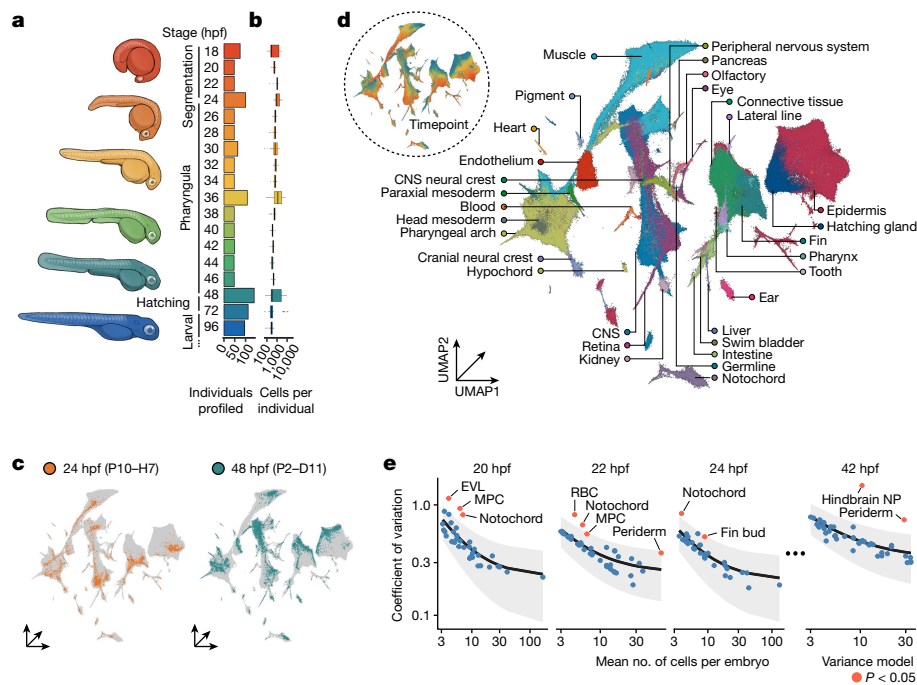 a
b
d
Stage (hpf)
Segmentation
Pharyngula
Hatching
Larval
...
18
20
22
24
26
28
30
32
34
36
38
40
42
44
46
48
72
96
0
50
100
Individuals
profiled
100
1,000
10,000
Cells per
individual
Timepoint
Muscle
Pigment
Heart
Endothelium
CNS neural crest
Paraxial mesoderm
Blood
Head mesoderm
Pharyngeal arch
Cranial neural crest
Hypochord
Peripheral nervous system
Pancreas
Olfactory
Eye
Connective tissue
Lateral line
Epidermis
Hatching gland
Fin
Pharynx
Tooth
Ear
CNS
Retina
Kidney
Liver
Swim bladder
Intestine
Germline
Notochord
UMAP2
UMAP1
c
24 hpf (P10–H7)
48 hpf (P2–D11)
e
20 hpf
22 hpf
24 hpf
42 hpf
Coefficient of variation
1.0
0.3
0.1
EVL
MPC
Notochord
RBC
Notochord
MPC
Periderm
Notochord
Fin bud
Hindbrain NP
Periderm
3 10 30 100
3 10 30
3 10 30 100
3 10 30
Mean no. of cells per embryo
Variance model
P < 0.05